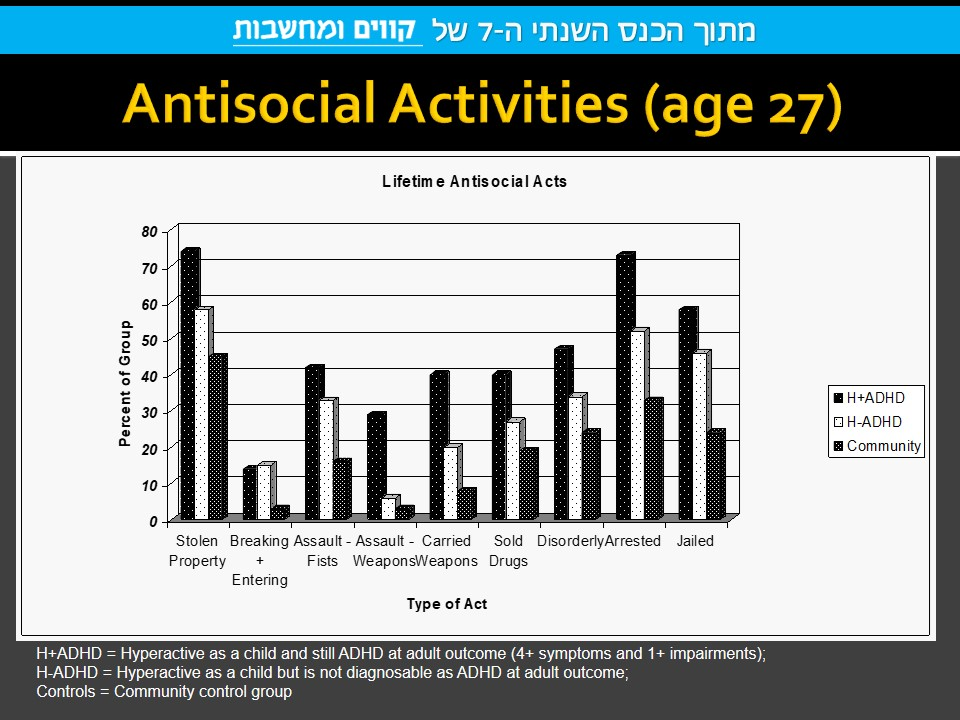 מתוך הכנס השנתי ה-7 של קווים ומחשבות
Antisocial Activities (age 27)
Lifetime Antisocial Acts
80
70
60
50
40
30
20
10
0
Percent of Group
Stolen Property
Breaking + Entering
Assault - Fists
Assault - Weapons
Carried Weapons
Sold Drugs
Disorderly
Arrested
Jailed
Type of Act
H+ADHD
H-ADHD
Community
H+ADHD = Hyperactive as a child and still ADHD at adult outcome (4+ symptoms and 1+ impairments);
H-ADHD = Hyperactive as a child but is not diagnosable as ADHD at adult outcome;
Controls = Community control group